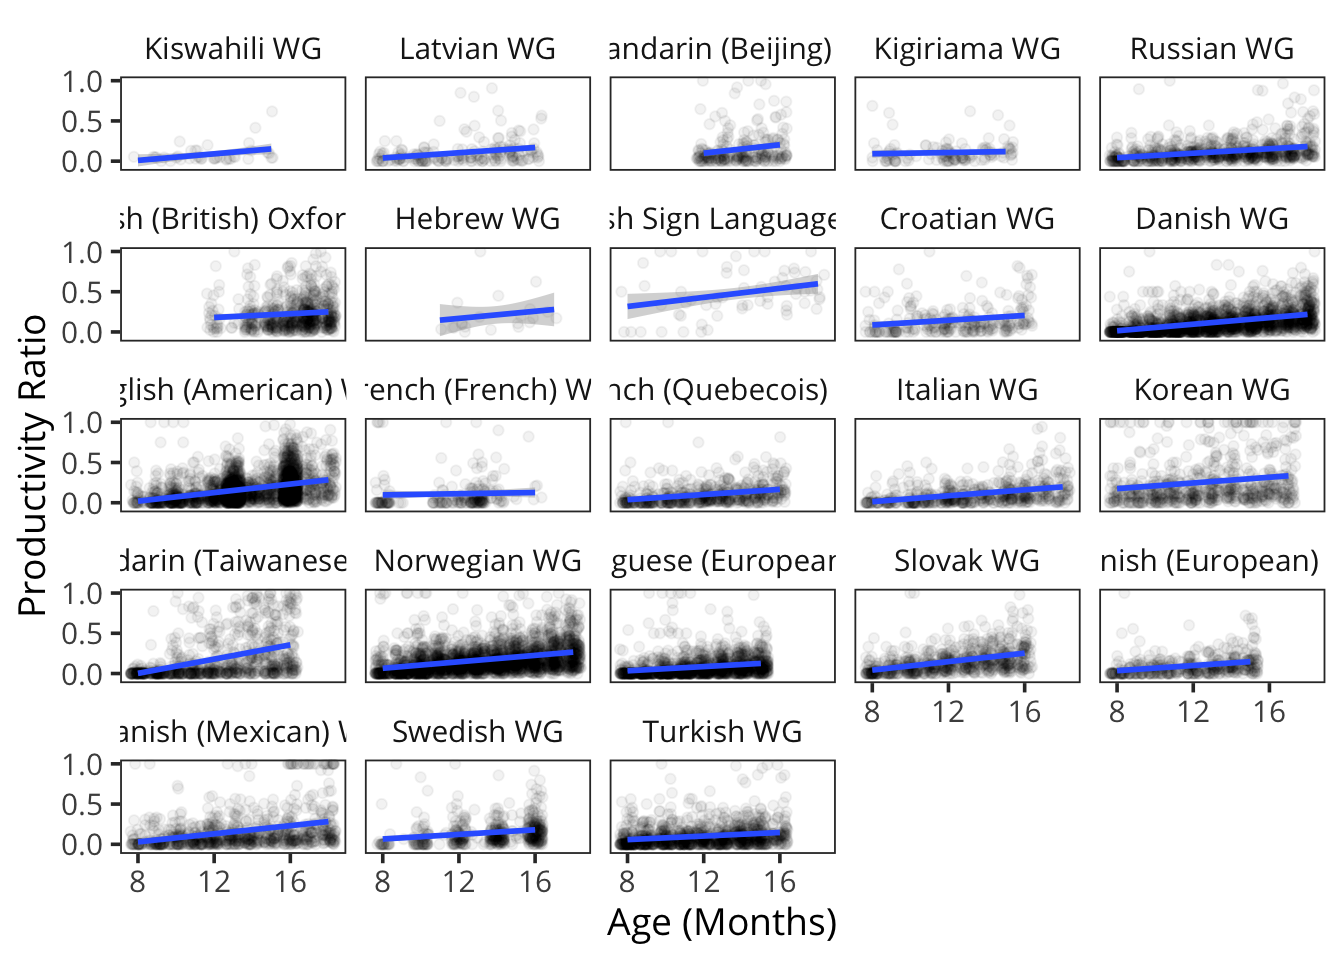 Kiswahili WG Latvian WG andarin (Beijing) Kigiriama WG Russian WG
1.0
0.5
0.0
sh (British) Oxfor Hebrew WG sh Sign Language Croatian WG Danish WG
1.0
0.5
0.0
glish (American) rench (French) W nch (Quebecois) Italian WG Korean WG
1.0
0.5
0.0
darin (Taiwanese Norwegian WG guese (European Slovak WG nish (European)
1.0
0.5
0.0
8 12 16 8 12 16
anish (Mexican) Swedish WG Turkish WG
1.0
0.5
0.0
8 12 16 8 12 16 8 12 16
Age (Months)
Productivity Ratio